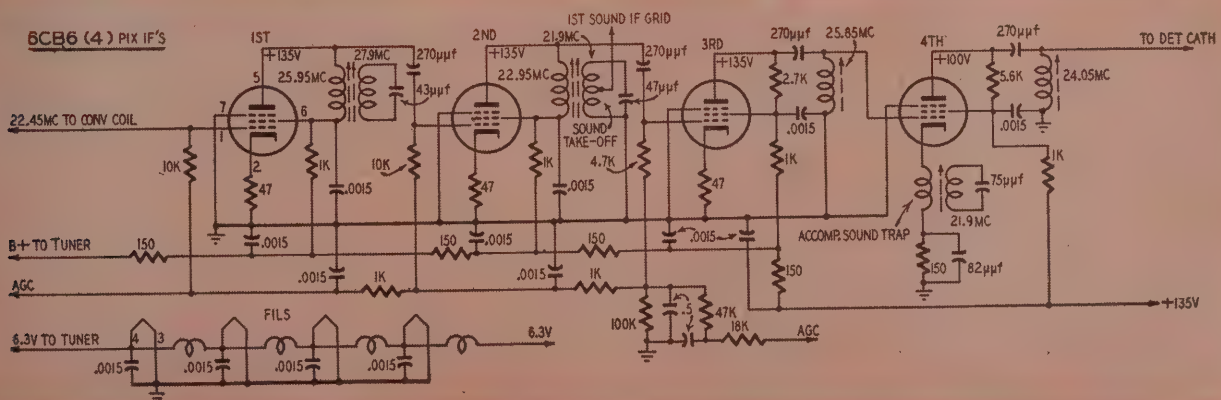 6CB6 (4) PIX IF'S
1ST
+135V
27.9MC
270µµf
25.95MC
43µµf
5
7
6
1
2
22.45MC TO CONV COIL
10K
47
1K
.0015
10K
2ND
+135V
21.9MC
1ST SOUND IF GRID
270µµf
22.95MC
47µµf
SOUND
TAKE-OFF
4.7K
47
1K
.0015
3RD
+135V
270µµf
25.85MC
2.7K
.0015
1K
47
4TH
+100V
270µµf
TO DET CATH
5.6K
24.05MC
.0015
1K
75µµf
21.9MC
ACCOMP. SOUND TRAP
150
82µµf
B+ TO TUNER
150
.0015
150
.0015
150
.0015
150
AGC
.0015
1K
.0015
1K
+135V
100K
.5
47K
18K
AGC
FILS
6.3V TO TUNER
4
3
6.3V
.0015
.0015
.0015
.0015